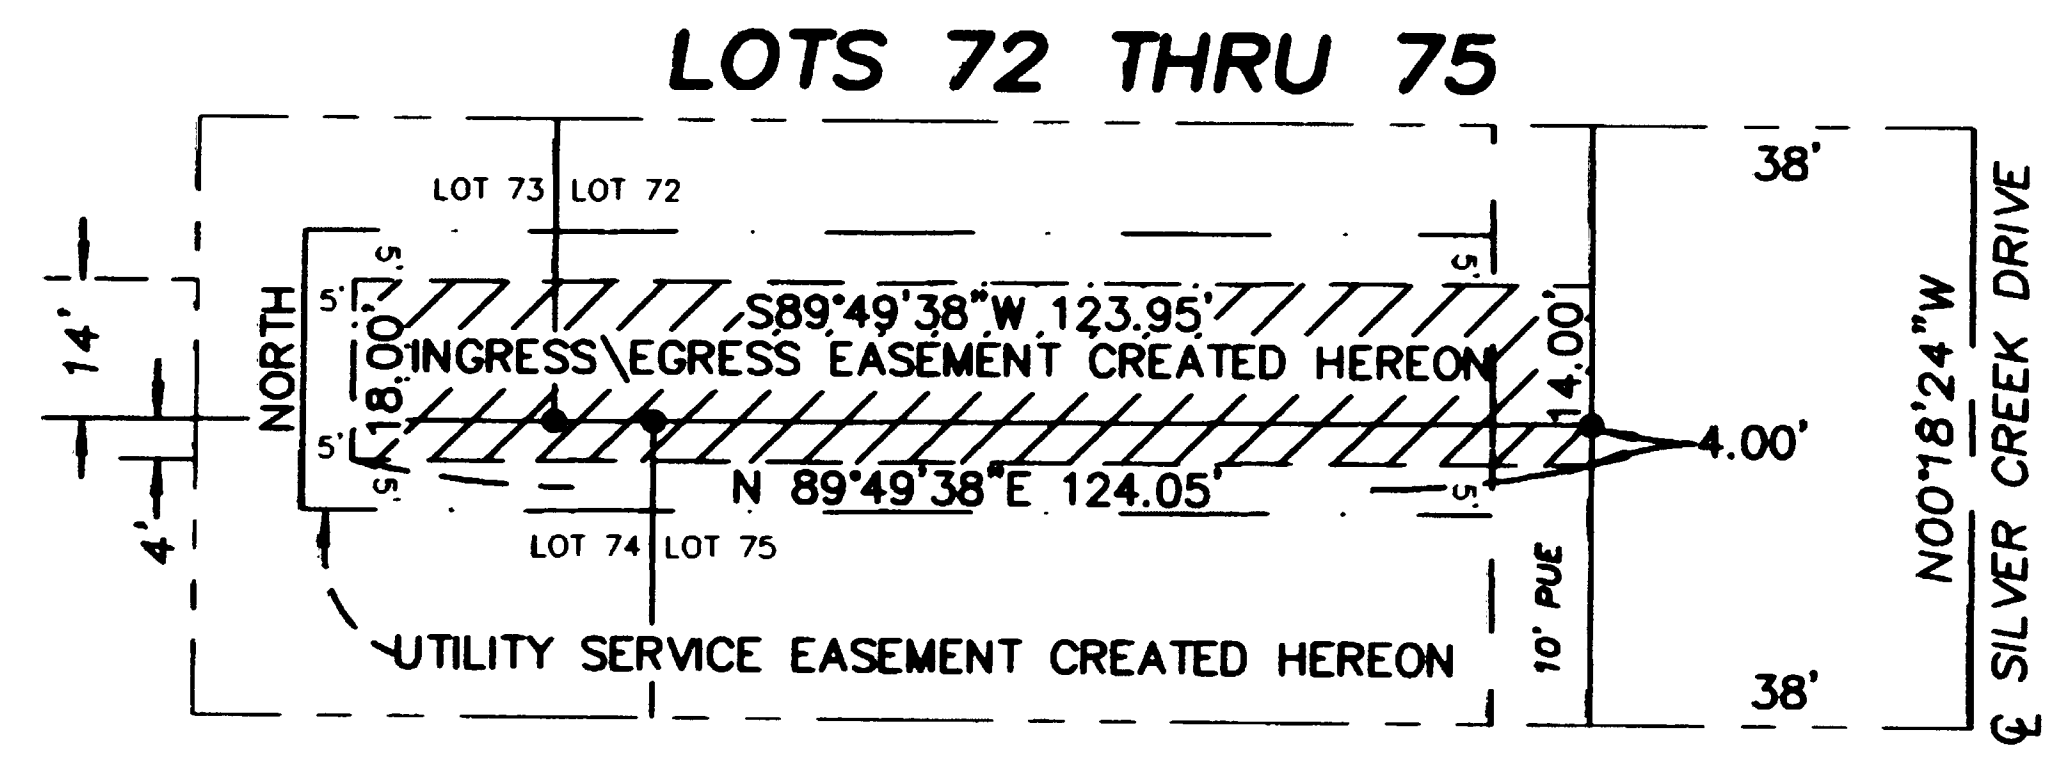 LOTS 72 THRU 75
38'
LOT 73
LOT 72
5'
5'
14'
NORTH
5'
18.00'
S89°49'38"W 123.95'
14.00'
INGRESS\EGRESS EASEMENT CREATED HEREON
N00°18'24"W
℄ SILVER CREEK DRIVE
4.00'
5'
5'
N 89°49'38"E 124.05'
5'
4'
LOT 74
LOT 75
10' PUE
UTILITY SERVICE EASEMENT CREATED HEREON
38'